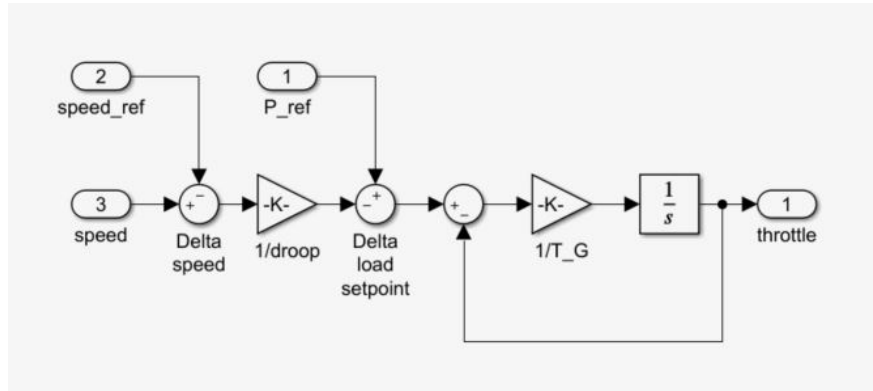 2
speed_ref
1
P_ref
3
speed
+ −
Delta
speed
-K-
1/droop
− +
Delta
load
setpoint
+ −
-K-
1/T_G
1
s
1
throttle